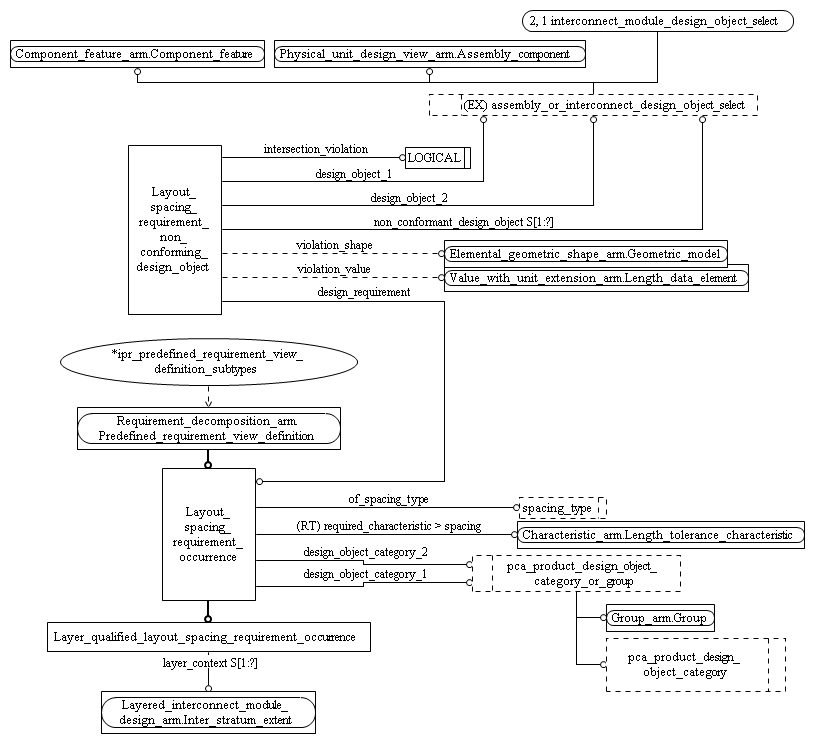 2, 1 interconnect_module_design_object_select
Component_feature_arm.Component_feature
Physical_unit_design_view_arm.Assembly_component
(EX) assembly_or_interconnect_design_object_select
intersection_violation
LOGICAL
design_object_1
design_object_2
Layout_
spacing_
requirement_
non_
conforming_
design_object
non_conformant_design_object S[1:?]
violation_shape
Elemental_geometric_shape_arm.Geometric_model
violation_value
Value_with_unit_extension_arm.Length_data_element
design_requirement
*ipr_predefined_requirement_view_
definition_subtypes
Requirement_decomposition_arm.
Predefined_requirement_view_definition
Layout_
spacing_
requirement_
occurrence
of_spacing_type
spacing_type
(RT) required_characteristic > spacing
Characteristic_arm.Length_tolerance_characteristic
design_object_category_2
design_object_category_1
pca_product_design_object_
category_or_group
Group_arm.Group
pca_product_design_
object_category
Layer_qualified_layout_spacing_requirement_occurrence
layer_context S[1:?]
Layered_interconnect_module_
design_arm.Inter_stratum_extent